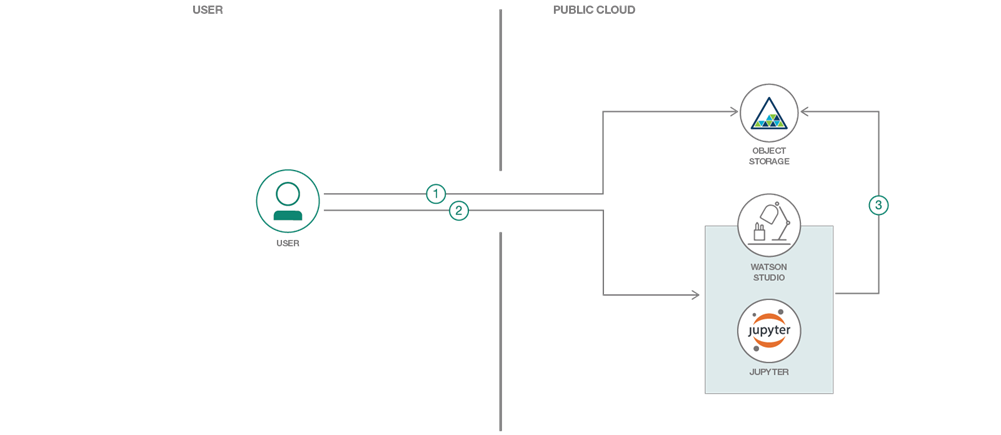 USER
PUBLIC CLOUD
OBJECT
STORAGE
1
2
3
USER
WATSON
STUDIO
jupyter
JUPYTER